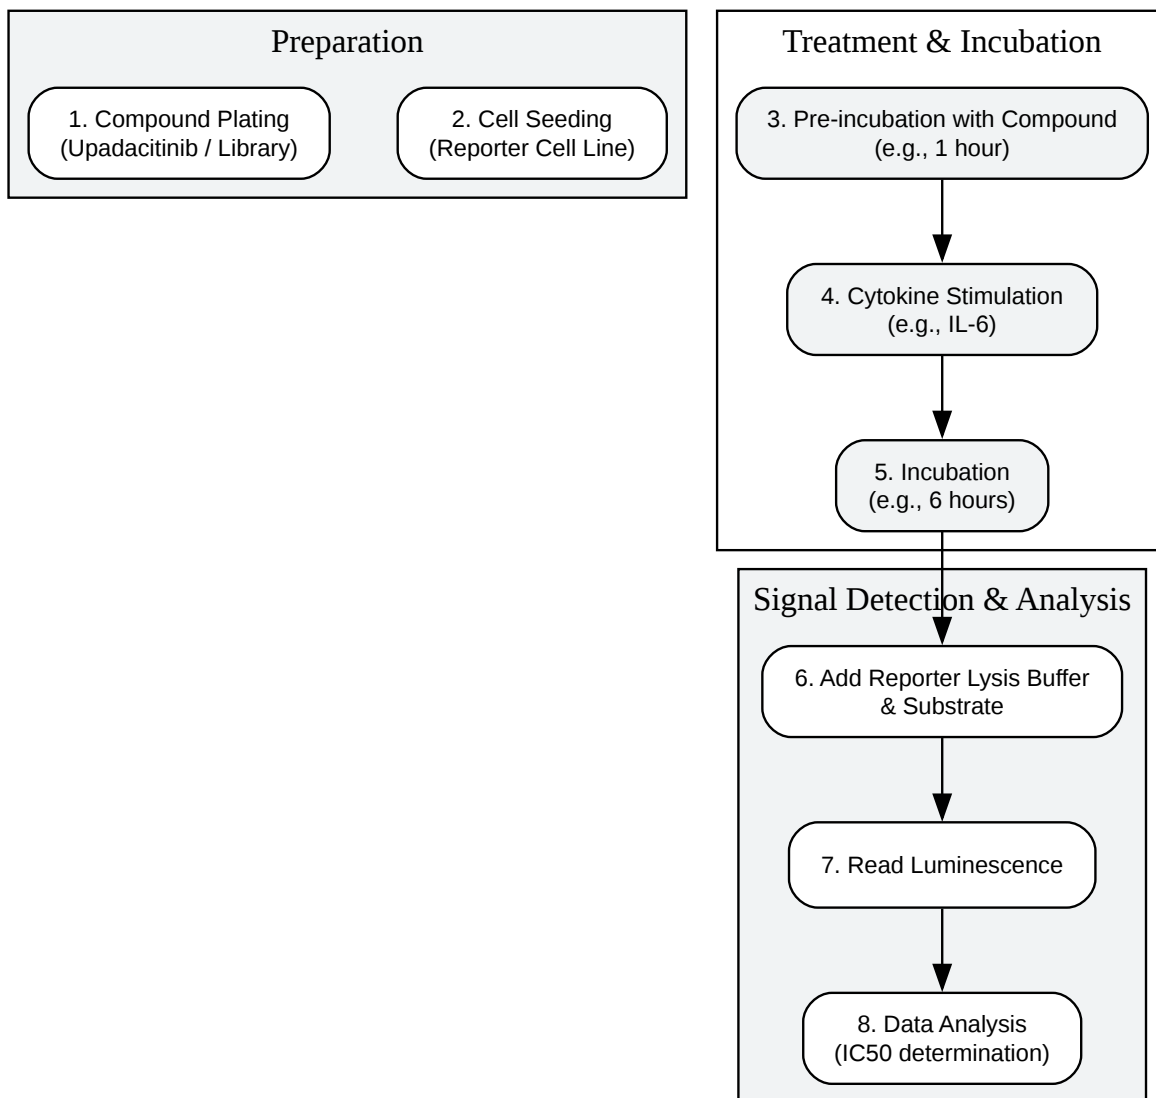 Preparation
1. Compound Plating
(Upadacitinib / Library)
2. Cell Seeding
(Reporter Cell Line)
Treatment & Incubation
3. Pre-incubation with Compound
(e.g., 1 hour)
4. Cytokine Stimulation
(e.g., IL-6)
5. Incubation
(e.g., 6 hours)
Signal Detection & Analysis
6. Add Reporter Lysis Buffer
& Substrate
7. Read Luminescence
8. Data Analysis
(IC50 determination)